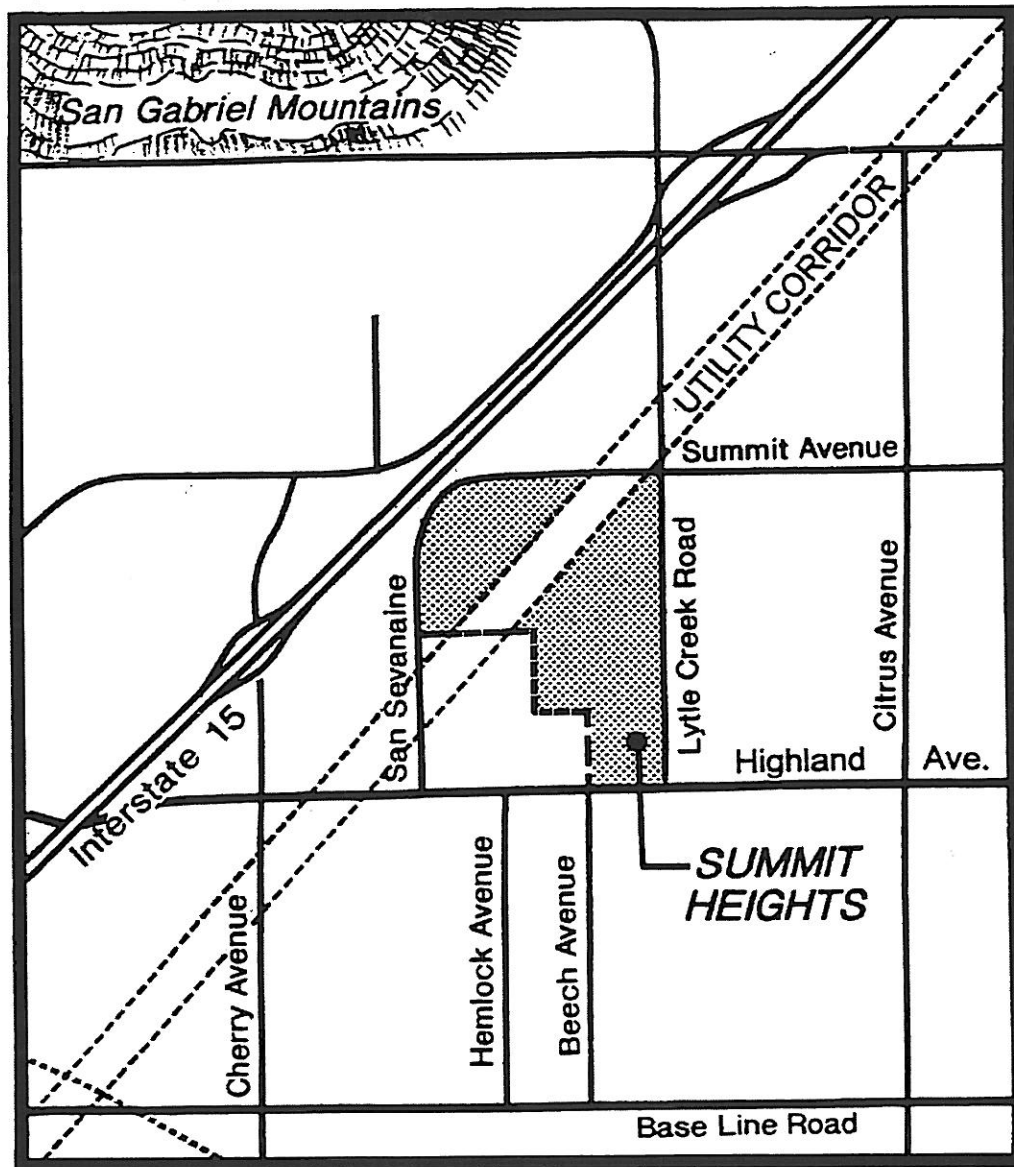 San Gabriel Mountains
UTILITY CORRIDOR
Summit Avenue
San Sevanaine
Lytle Creek Road
Citrus Avenue
Interstate 15
Highland Ave.
SUMMIT
HEIGHTS
Cherry Avenue
Hemlock Avenue
Beech Avenue
Base Line Road